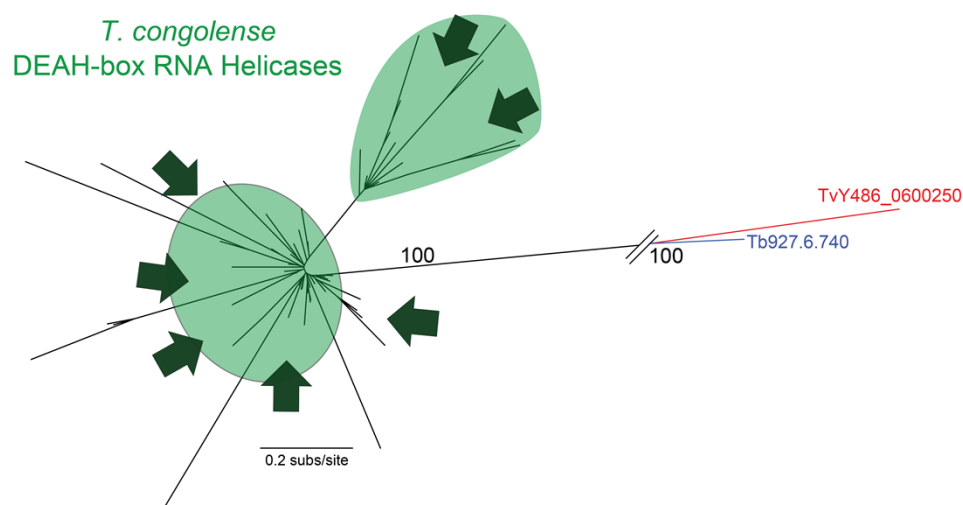 T. congolense
DEAH-box RNA Helicases
TvY486_0600250
Tb927.6.740
100
100
0.2 subs/site